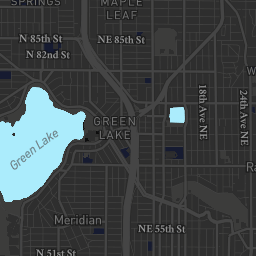 SPRINGS
MAPLE
LEAF
N 85th St
NE 85th St
N 82nd St
W
18th Ave NE
24th Ave NE
GREEN
LAKE
Green Lake
Ra
Meridian
NE 55th St
N 51st St